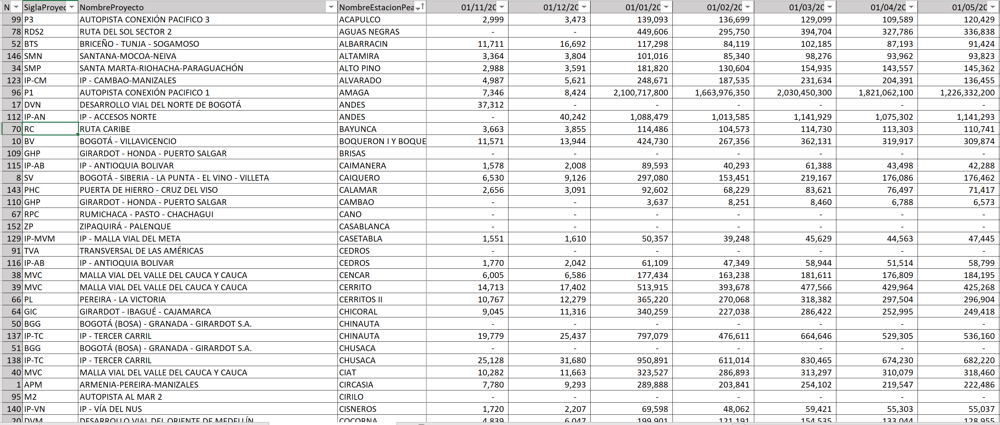 N SiglaProyec NombreProyecto NombreEstacionPea 01/11/20 01/12/20 01/01/20 01/02/20 01/03/20 01/04/20 01/05/20
99 P3 AUTOPISTA CONEXIÓN PACIFICO 3 ACAPULCO 2,999 3,473 139,093 136,699 129,099 109,589 120,429
78 RDS2 RUTA DEL SOL SECTOR 2 AGUAS NEGRAS - - 449,606 295,750 394,704 327,786 336,838
52 BTS BRICEÑO - TUNJA - SOGAMOSO ALBARRACIN 11,711 16,692 117,298 84,119 102,185 87,193 91,424
146 SMN SANTANA-MOCOA-NEIVA ALTAMIRA 3,364 3,804 101,016 85,340 98,276 93,962 93,823
34 SMP SANTA MARTA-RIOHACHA-PARAGUACHÓN ALTO PINO 2,988 3,591 181,820 130,604 154,935 143,557 145,362
123 IP-CM IP - CAMBAO-MANIZALES ALVARADO 4,987 5,621 248,671 187,535 231,634 204,391 136,455
96 P1 AUTOPISTA CONEXIÓN PACIFICO 1 AMAGA 7,346 8,424 2,100,717,800 1,663,976,350 2,030,450,300 1,821,062,100 1,226,332,200
17 DVN DESARROLLO VIAL DEL NORTE DE BOGOTÁ ANDES 37,312 - - - - - -
112 IP-AN IP - ACCESOS NORTE ANDES - 40,242 1,088,479 1,013,585 1,141,929 1,075,302 1,141,293
70 RC RUTA CARIBE BAYUNCA 3,663 3,855 114,486 104,573 114,730 113,303 110,741
10 BV BOGOTÁ - VILLAVICENCIO BOQUERON I Y BOQUE 11,571 13,944 424,730 267,356 362,131 319,917 309,874
109 GHP GIRARDOT - HONDA - PUERTO SALGAR BRISAS - - - - - - -
115 IP-AB IP - ANTIOQUIA BOLIVAR CAIMANERA 1,578 2,008 89,593 40,293 61,388 43,498 42,288
8 SV BOGOTÁ - SIBERIA - LA PUNTA - EL VINO - VILLETA CAIQUERO 6,530 9,126 297,080 153,451 219,167 176,086 176,462
143 PHC PUERTA DE HIERRO - CRUZ DEL VISO CALAMAR 2,656 3,091 92,602 68,229 83,621 76,497 71,417
110 GHP GIRARDOT - HONDA - PUERTO SALGAR CAMBAO - - 3,637 8,251 8,460 6,788 6,573
67 RPC RUMICHACA - PASTO - CHACHAGUI CANO - - - - - - -
152 ZP ZIPAQUIRÁ - PALENQUE CASABLANCA - - - - - - -
129 IP-MVM IP - MALLA VIAL DEL META CASETABLA 1,551 1,610 50,357 39,248 45,629 44,563 47,445
91 TVA TRANSVERSAL DE LAS AMÉRICAS CEDROS - - - - - - -
116 IP-AB IP - ANTIOQUIA BOLIVAR CEDROS 1,770 2,042 61,109 47,349 58,944 51,514 58,799
38 MVC MALLA VIAL DEL VALLE DEL CAUCA Y CAUCA CENCAR 6,005 6,586 177,434 163,238 181,611 176,809 184,195
39 MVC MALLA VIAL DEL VALLE DEL CAUCA Y CAUCA CERRITO 14,713 17,402 513,915 393,678 477,566 429,964 425,268
66 PL PEREIRA - LA VICTORIA CERRITOS II 10,767 12,279 365,220 270,068 318,382 297,504 296,904
64 GIC GIRARDOT - IBAGUÉ - CAJAMARCA CHICORAL 9,045 11,316 340,259 227,038 286,422 252,995 249,418
50 BGG BOGOTÁ (BOSA) - GRANADA - GIRARDOT S.A. CHINAUTA - - - - - - -
137 IP-TC IP - TERCER CARRIL CHINAUTA 19,779 25,437 797,079 476,611 664,646 529,305 536,160
51 BGG BOGOTÁ (BOSA) - GRANADA - GIRARDOT S.A. CHUSACA - - - - - - -
138 IP-TC IP - TERCER CARRIL CHUSACA 25,128 31,680 950,891 611,014 830,465 674,230 682,220
40 MVC MALLA VIAL DEL VALLE DEL CAUCA Y CAUCA CIAT 10,282 11,663 323,527 286,893 313,297 310,079 318,460
1 APM ARMENIA-PEREIRA-MANIZALES CIRCASIA 7,780 9,293 289,888 203,841 254,102 219,547 222,486
95 M2 AUTOPISTA AL MAR 2 CIRILO - - - - - - -
140 IP-VN IP - VÍA DEL NUS CISNEROS 1,720 2,207 69,598 48,062 59,421 55,303 55,037
20 DVM DESARROLLO VIAL DEL ORIENTE DE MEDELLÍN COCORNA 4,839 6,047 199,901 121,191 154,535 133,044 128,955